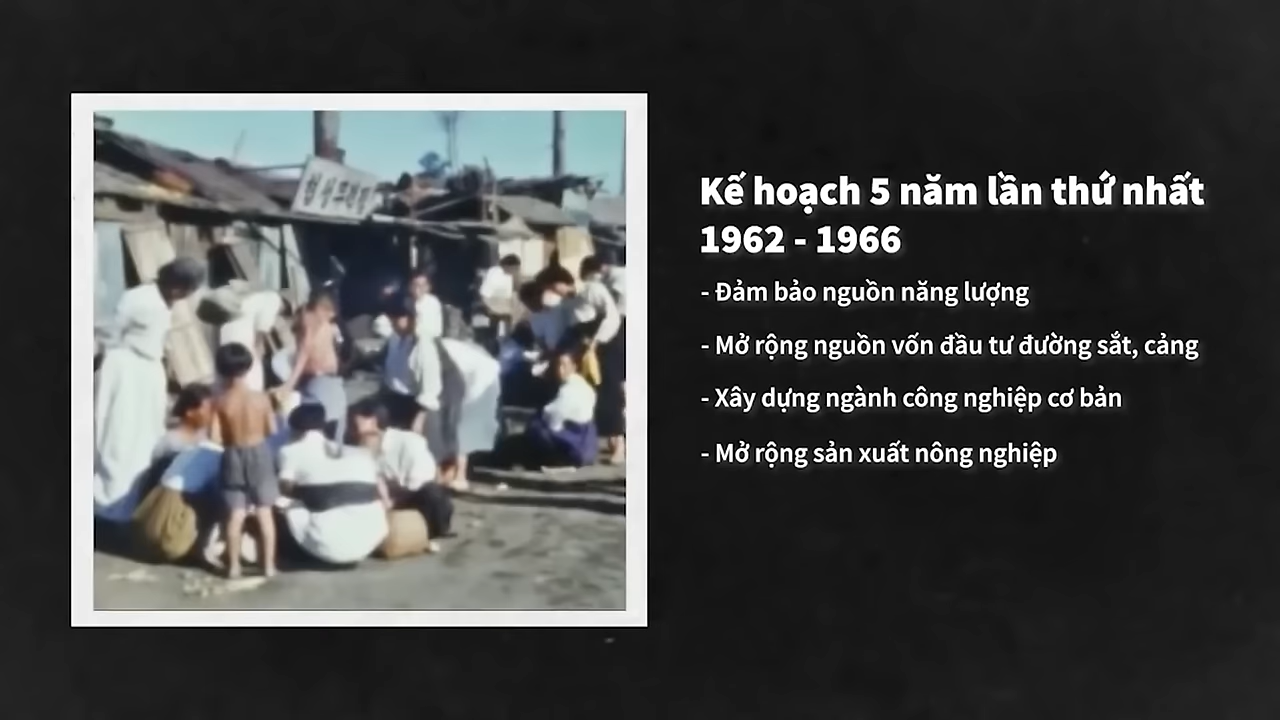 Kế hoạch 5 năm lần thứ nhất
1962 - 1966
- Đảm bảo nguồn năng lượng
- Mở rộng nguồn vốn đầu tư đường sắt, cảng
- Xây dựng ngành công nghiệp cơ bản
- Mở rộng sản xuất nông nghiệp